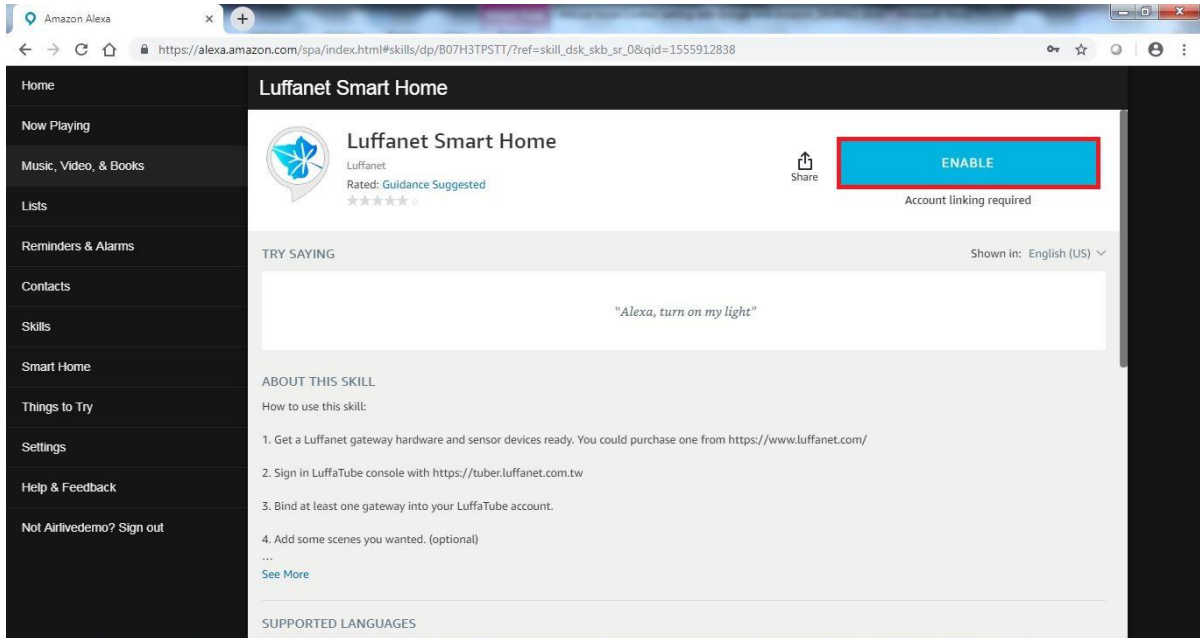 Amazon Alexa
https://alexa.amazon.com/spa/index.html#skills/dp/B07H3TPSTT/?ref=skill_dsk_skb_sr_0&qid=1555912838
Home
Now Playing
Music, Video, & Books
Lists
Reminders & Alarms
Contacts
Skills
Smart Home
Things to Try
Settings
Help & Feedback
Not Airlivedemo? Sign out
Luffanet Smart Home
Luffanet Smart Home
Luffanet
Rated: Guidance Suggested
0
Share
ENABLE
Account linking required
TRY SAYING
Shown in: English (US)
"Alexa, turn on my light"
ABOUT THIS SKILL
How to use this skill:
1. Get a Luffanet gateway hardware and sensor devices ready. You could purchase one from https://www.luffanet.com/
2. Sign in LuffaTube console with https://tuber.luffanet.com.tw
3. Bind at least one gateway into your LuffaTube account.
4. Add some scenes you wanted. (optional)
...
See More
SUPPORTED LANGUAGES